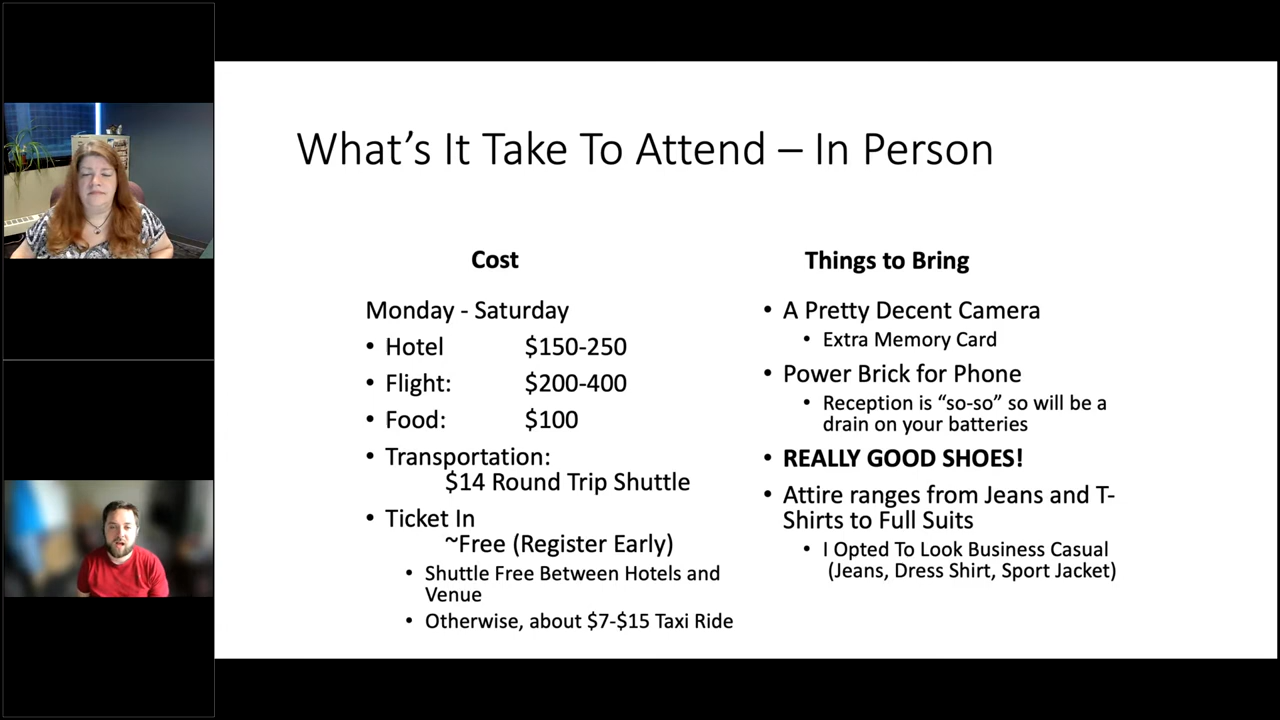 What's It Take To Attend – In Person
Cost
Monday - Saturday
• Hotel $150-250
• Flight: $200-400
• Food: $100
• Transportation:
$14 Round Trip Shuttle
• Ticket In
~Free (Register Early)
• Shuttle Free Between Hotels and
Venue
• Otherwise, about $7-$15 Taxi Ride
Things to Bring
• A Pretty Decent Camera
• Extra Memory Card
• Power Brick for Phone
• Reception is “so-so” so will be a
drain on your batteries
• REALLY GOOD SHOES!
• Attire ranges from Jeans and T-
Shirts to Full Suits
• I Opted To Look Business Casual
(Jeans, Dress Shirt, Sport Jacket)